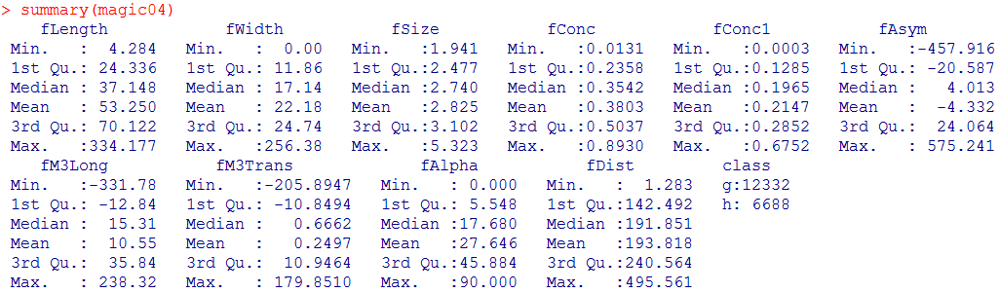 > summary(magic04)
    fLength            fWidth           fSize           fConc            fConc1           fAsym
 Min.   :  4.284   Min.   :  0.00   Min.   :1.941   Min.   :0.0131   Min.   :0.0003   Min.   :-457.916
 1st Qu.: 24.336   1st Qu.: 11.86   1st Qu.:2.477   1st Qu.:0.2358   1st Qu.:0.1285   1st Qu.: -20.587
 Median : 37.148   Median : 17.14   Median :2.740   Median :0.3542   Median :0.1965   Median :   4.013
 Mean   : 53.250   Mean   : 22.18   Mean   :2.825   Mean   :0.3803   Mean   :0.2147   Mean   :  -4.332
 3rd Qu.: 70.122   3rd Qu.: 24.74   3rd Qu.:3.102   3rd Qu.:0.5037   3rd Qu.:0.2852   3rd Qu.:  24.064
 Max.   :334.177   Max.   :256.38   Max.   :5.323   Max.   :0.8930   Max.   :0.6752   Max.   : 575.241
    fM3Long          fM3Trans            fAlpha           fDist         class
 Min.   :-331.78   Min.   :-205.8947   Min.   : 0.000   Min.   :  1.283   g:12332
 1st Qu.: -12.84   1st Qu.: -10.8494   1st Qu.: 5.548   1st Qu.:142.492   h: 6688
 Median :  15.31   Median :   0.6662   Median :17.680   Median :191.851
 Mean   :  10.55   Mean   :   0.2497   Mean   :27.646   Mean   :193.818
 3rd Qu.:  35.84   3rd Qu.:  10.9464   3rd Qu.:45.884   3rd Qu.:240.564
 Max.   : 238.32   Max.   : 179.8510   Max.   :90.000   Max.   :495.561